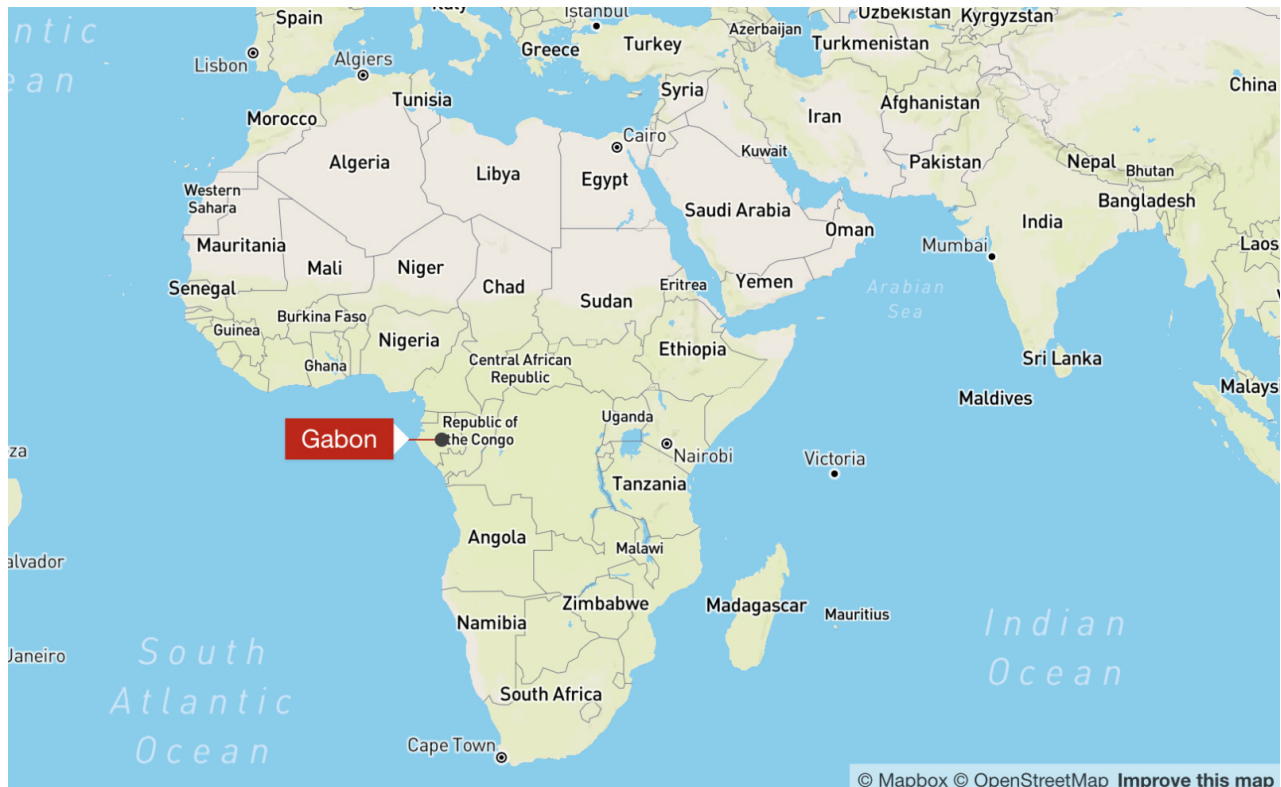 ntic
ean
Spain
Italy
Istanbul
Uzbekistan
Kyrgyzstan
Azerbaijan
Greece
Turkey
Turkmenistan
Lisbon
Algiers
China
Tunisia
Syria
Iran
Afghanistan
Morocco
Cairo
Kuwait
Pakistan
Nepal
Bhutan
Algeria
Libya
Egypt
Western
Sahara
Bangladesh
Saudi Arabia
Oman
India
Mauritania
Mumbai
Laos
Mali
Niger
Chad
Sudan
Eritrea
Yemen
Arabian
Sea
Senegal
Burkina Faso
Guinea
Nigeria
Ethiopia
Ghana
Central African
Republic
Sri Lanka
Maldives
Malays
Gabon
Republic of
the Congo
Uganda
Nairobi
Victoria
za
Tanzania
Angola
Malawi
alvador
Zimbabwe
Madagascar
Mauritius
Namibia
Indian
Ocean
Janeiro
South
Atlantic
Ocean
South Africa
Cape Town
© Mapbox © OpenStreetMap Improve this map